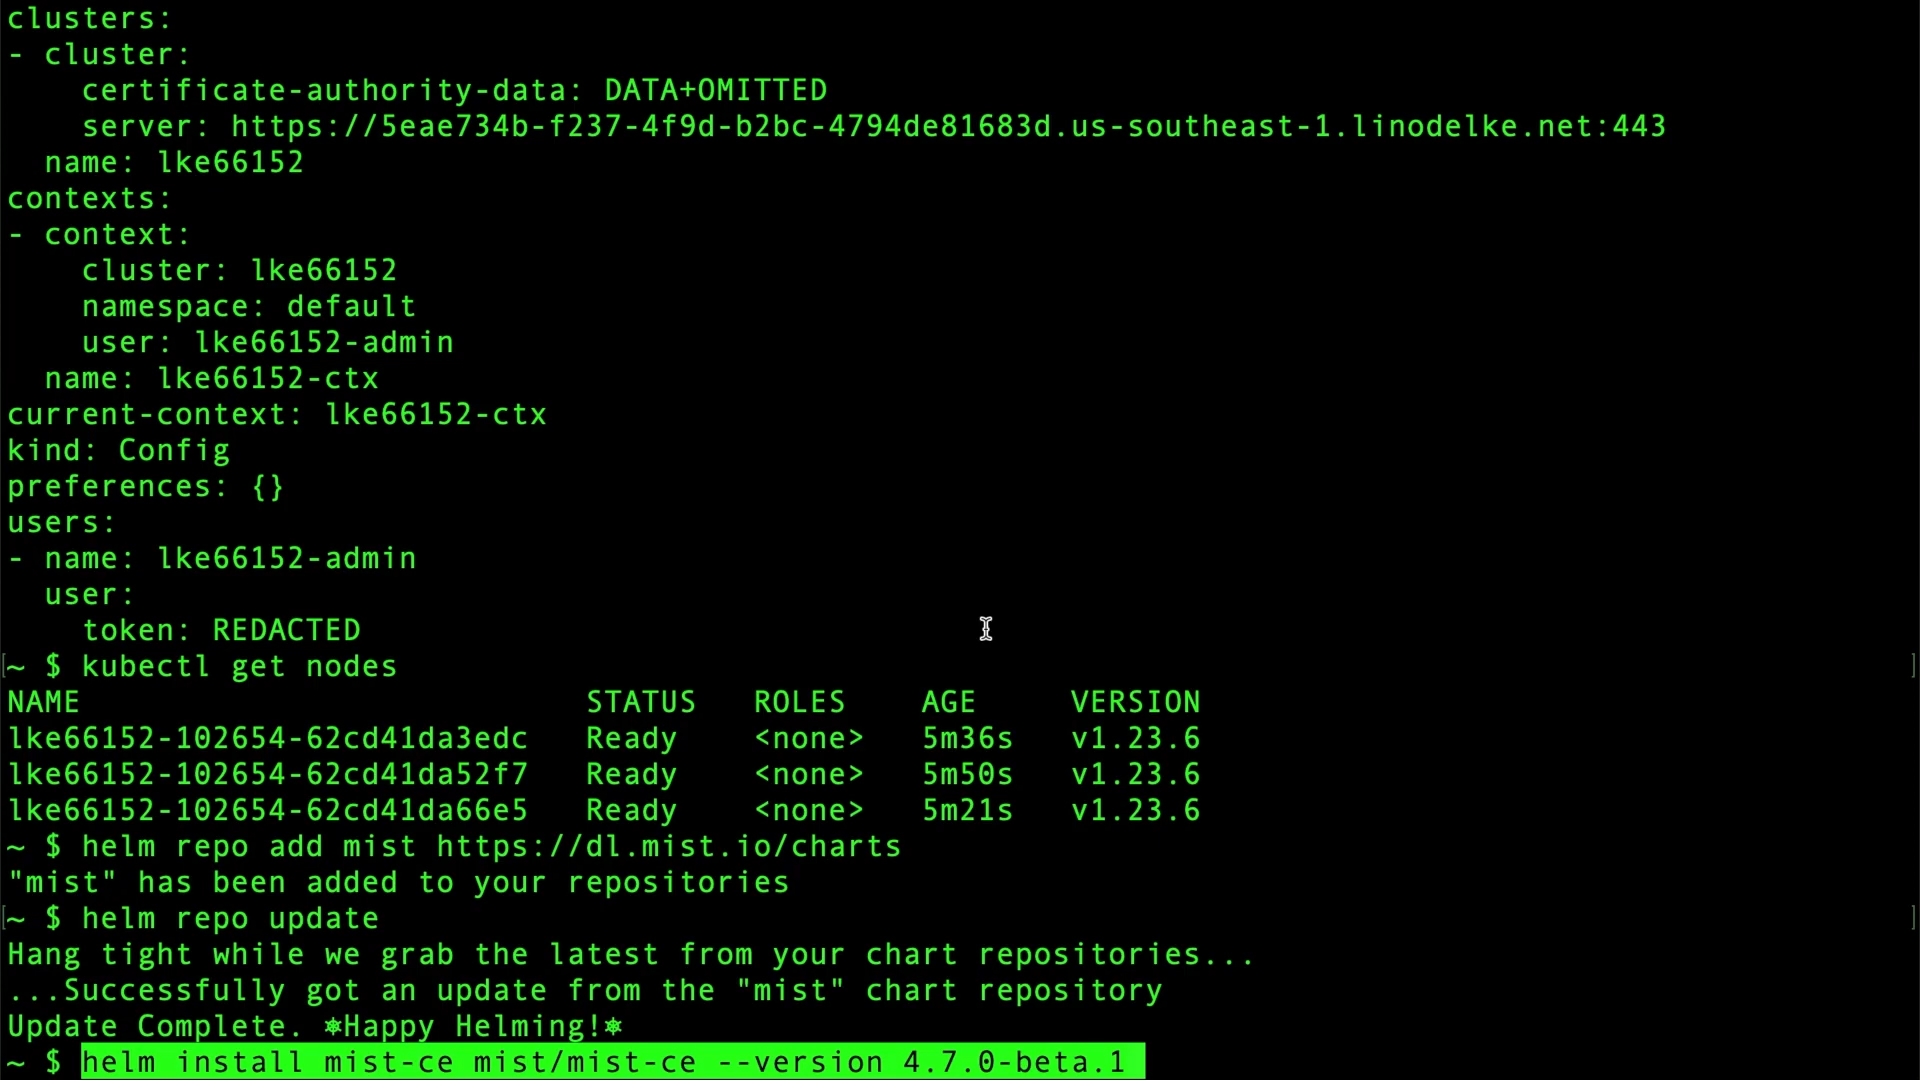 clusters:
- cluster:
    certificate-authority-data: DATA+OMITTED
    server: https://5eae734b-f237-4f9d-b2bc-4794de81683d.us-southeast-1.linodelke.net:443
  name: lke66152
contexts:
- context:
    cluster: lke66152
    namespace: default
    user: lke66152-admin
  name: lke66152-ctx
current-context: lke66152-ctx
kind: Config
preferences: {}
users:
- name: lke66152-admin
  user:
    token: REDACTED
[~ $ kubectl get nodes ]
NAME                           STATUS   ROLES    AGE     VERSION
lke66152-102654-62cd41da3edc   Ready    <none>   5m36s   v1.23.6
lke66152-102654-62cd41da52f7   Ready    <none>   5m50s   v1.23.6
lke66152-102654-62cd41da66e5   Ready    <none>   5m21s   v1.23.6
~ $ helm repo add mist https://dl.mist.io/charts
"mist" has been added to your repositories
[~ $ helm repo update ]
Hang tight while we grab the latest from your chart repositories...
...Successfully got an update from the "mist" chart repository
Update Complete. ⎈Happy Helming!⎈
~ $ helm install mist-ce mist/mist-ce --version 4.7.0-beta.1